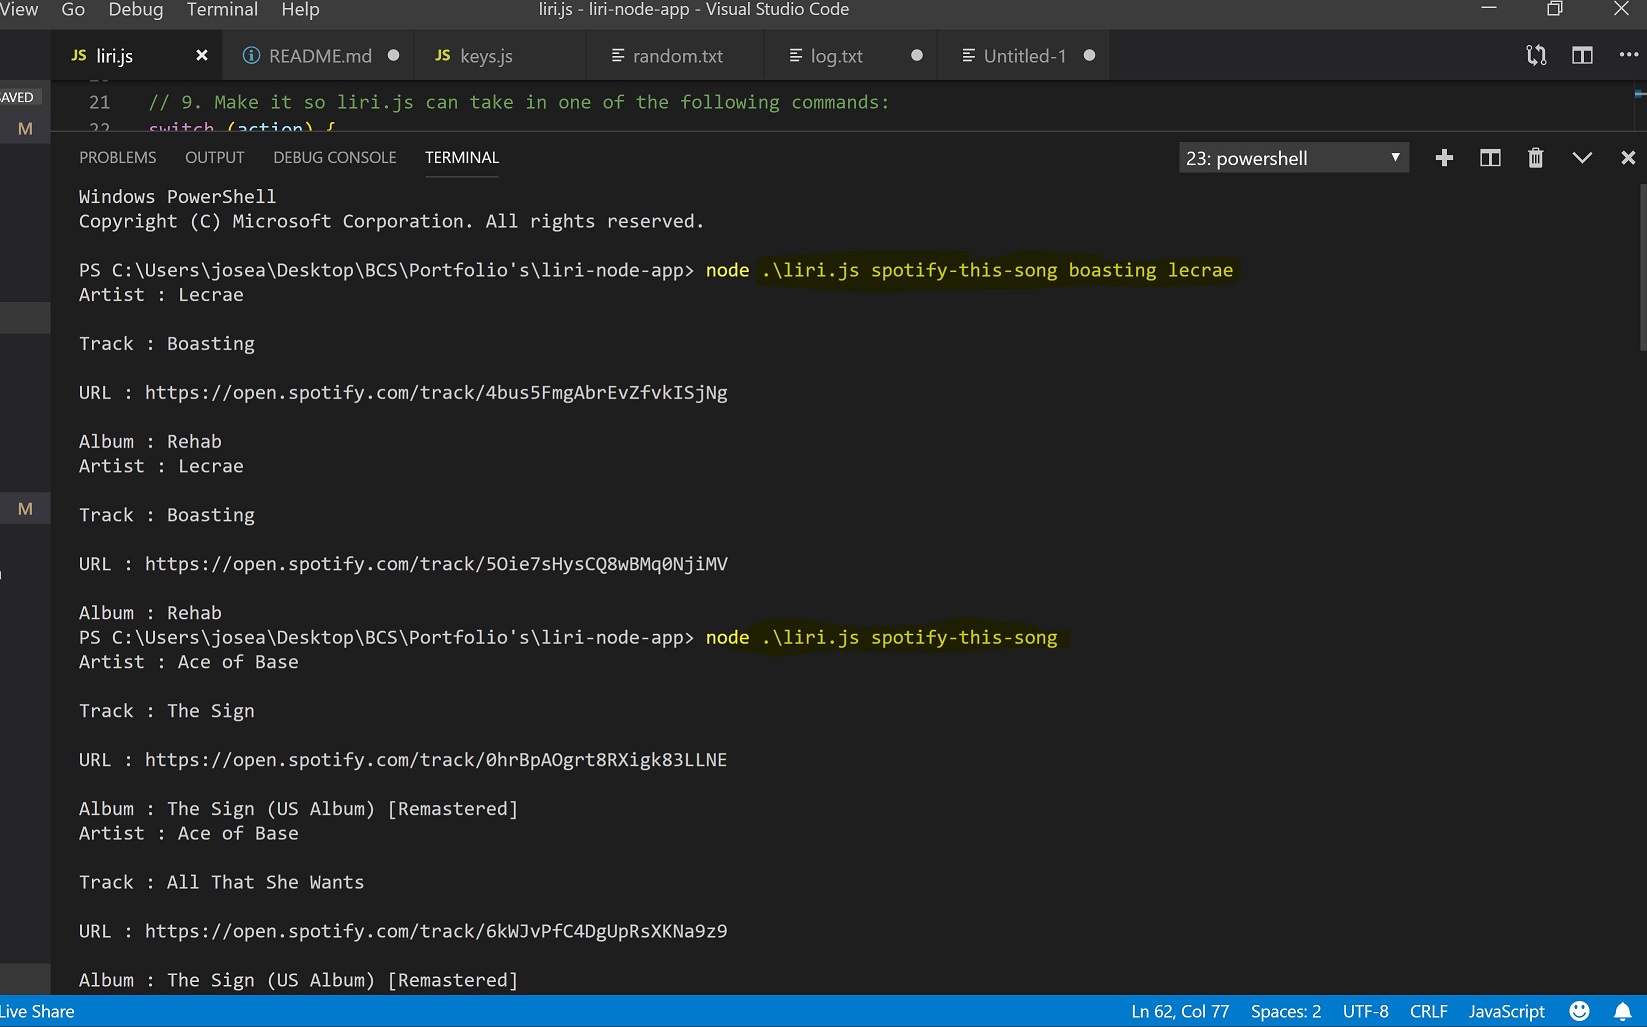 View Go Debug Terminal Help liri.js - liri-node-app - Visual Studio Code
JS liri.js README.md JS keys.js random.txt log.txt Untitled-1
21 // 9. Make it so liri.js can take in one of the following commands:
22 switch (action) {
M
PROBLEMS OUTPUT DEBUG CONSOLE TERMINAL 23: powershell
Windows PowerShell
Copyright (C) Microsoft Corporation. All rights reserved.
PS C:\Users\josea\Desktop\BCS\Portfolio's\liri-node-app> node .\liri.js spotify-this-song boasting lecrae
Artist : Lecrae
Track : Boasting
URL : https://open.spotify.com/track/4bus5FmgAbrEvZfvkISjNg
Album : Rehab
Artist : Lecrae
M
Track : Boasting
URL : https://open.spotify.com/track/5Oie7sHysCQ8wBMq0NjiMV
Album : Rehab
PS C:\Users\josea\Desktop\BCS\Portfolio's\liri-node-app> node .\liri.js spotify-this-song
Artist : Ace of Base
Track : The Sign
URL : https://open.spotify.com/track/0hrBpAOgrt8RXigk83LLNE
Album : The Sign (US Album) [Remastered]
Artist : Ace of Base
Track : All That She Wants
URL : https://open.spotify.com/track/6kWJvPfC4DgUpRsXKNa9z9
Album : The Sign (US Album) [Remastered]
Live Share Ln 62, Col 77 Spaces: 2 UTF-8 CRLF JavaScript